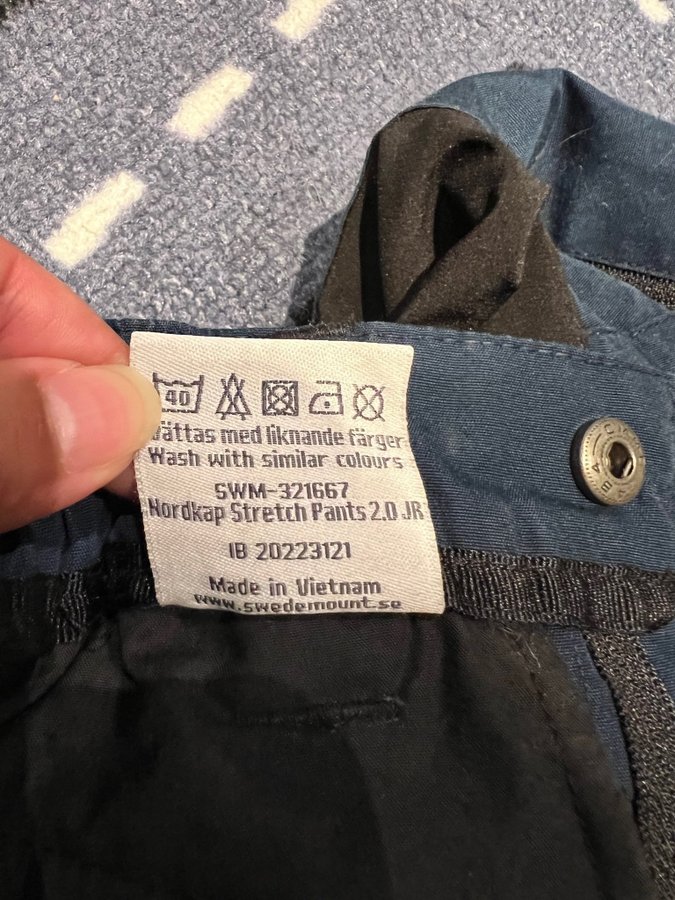 40
med liknande färger
Wash with similar colours
SWM-321667
Nordkap Stretch Pants 2.0 JR
IB 20223121
Made in Vietnam
www.swedemount.se